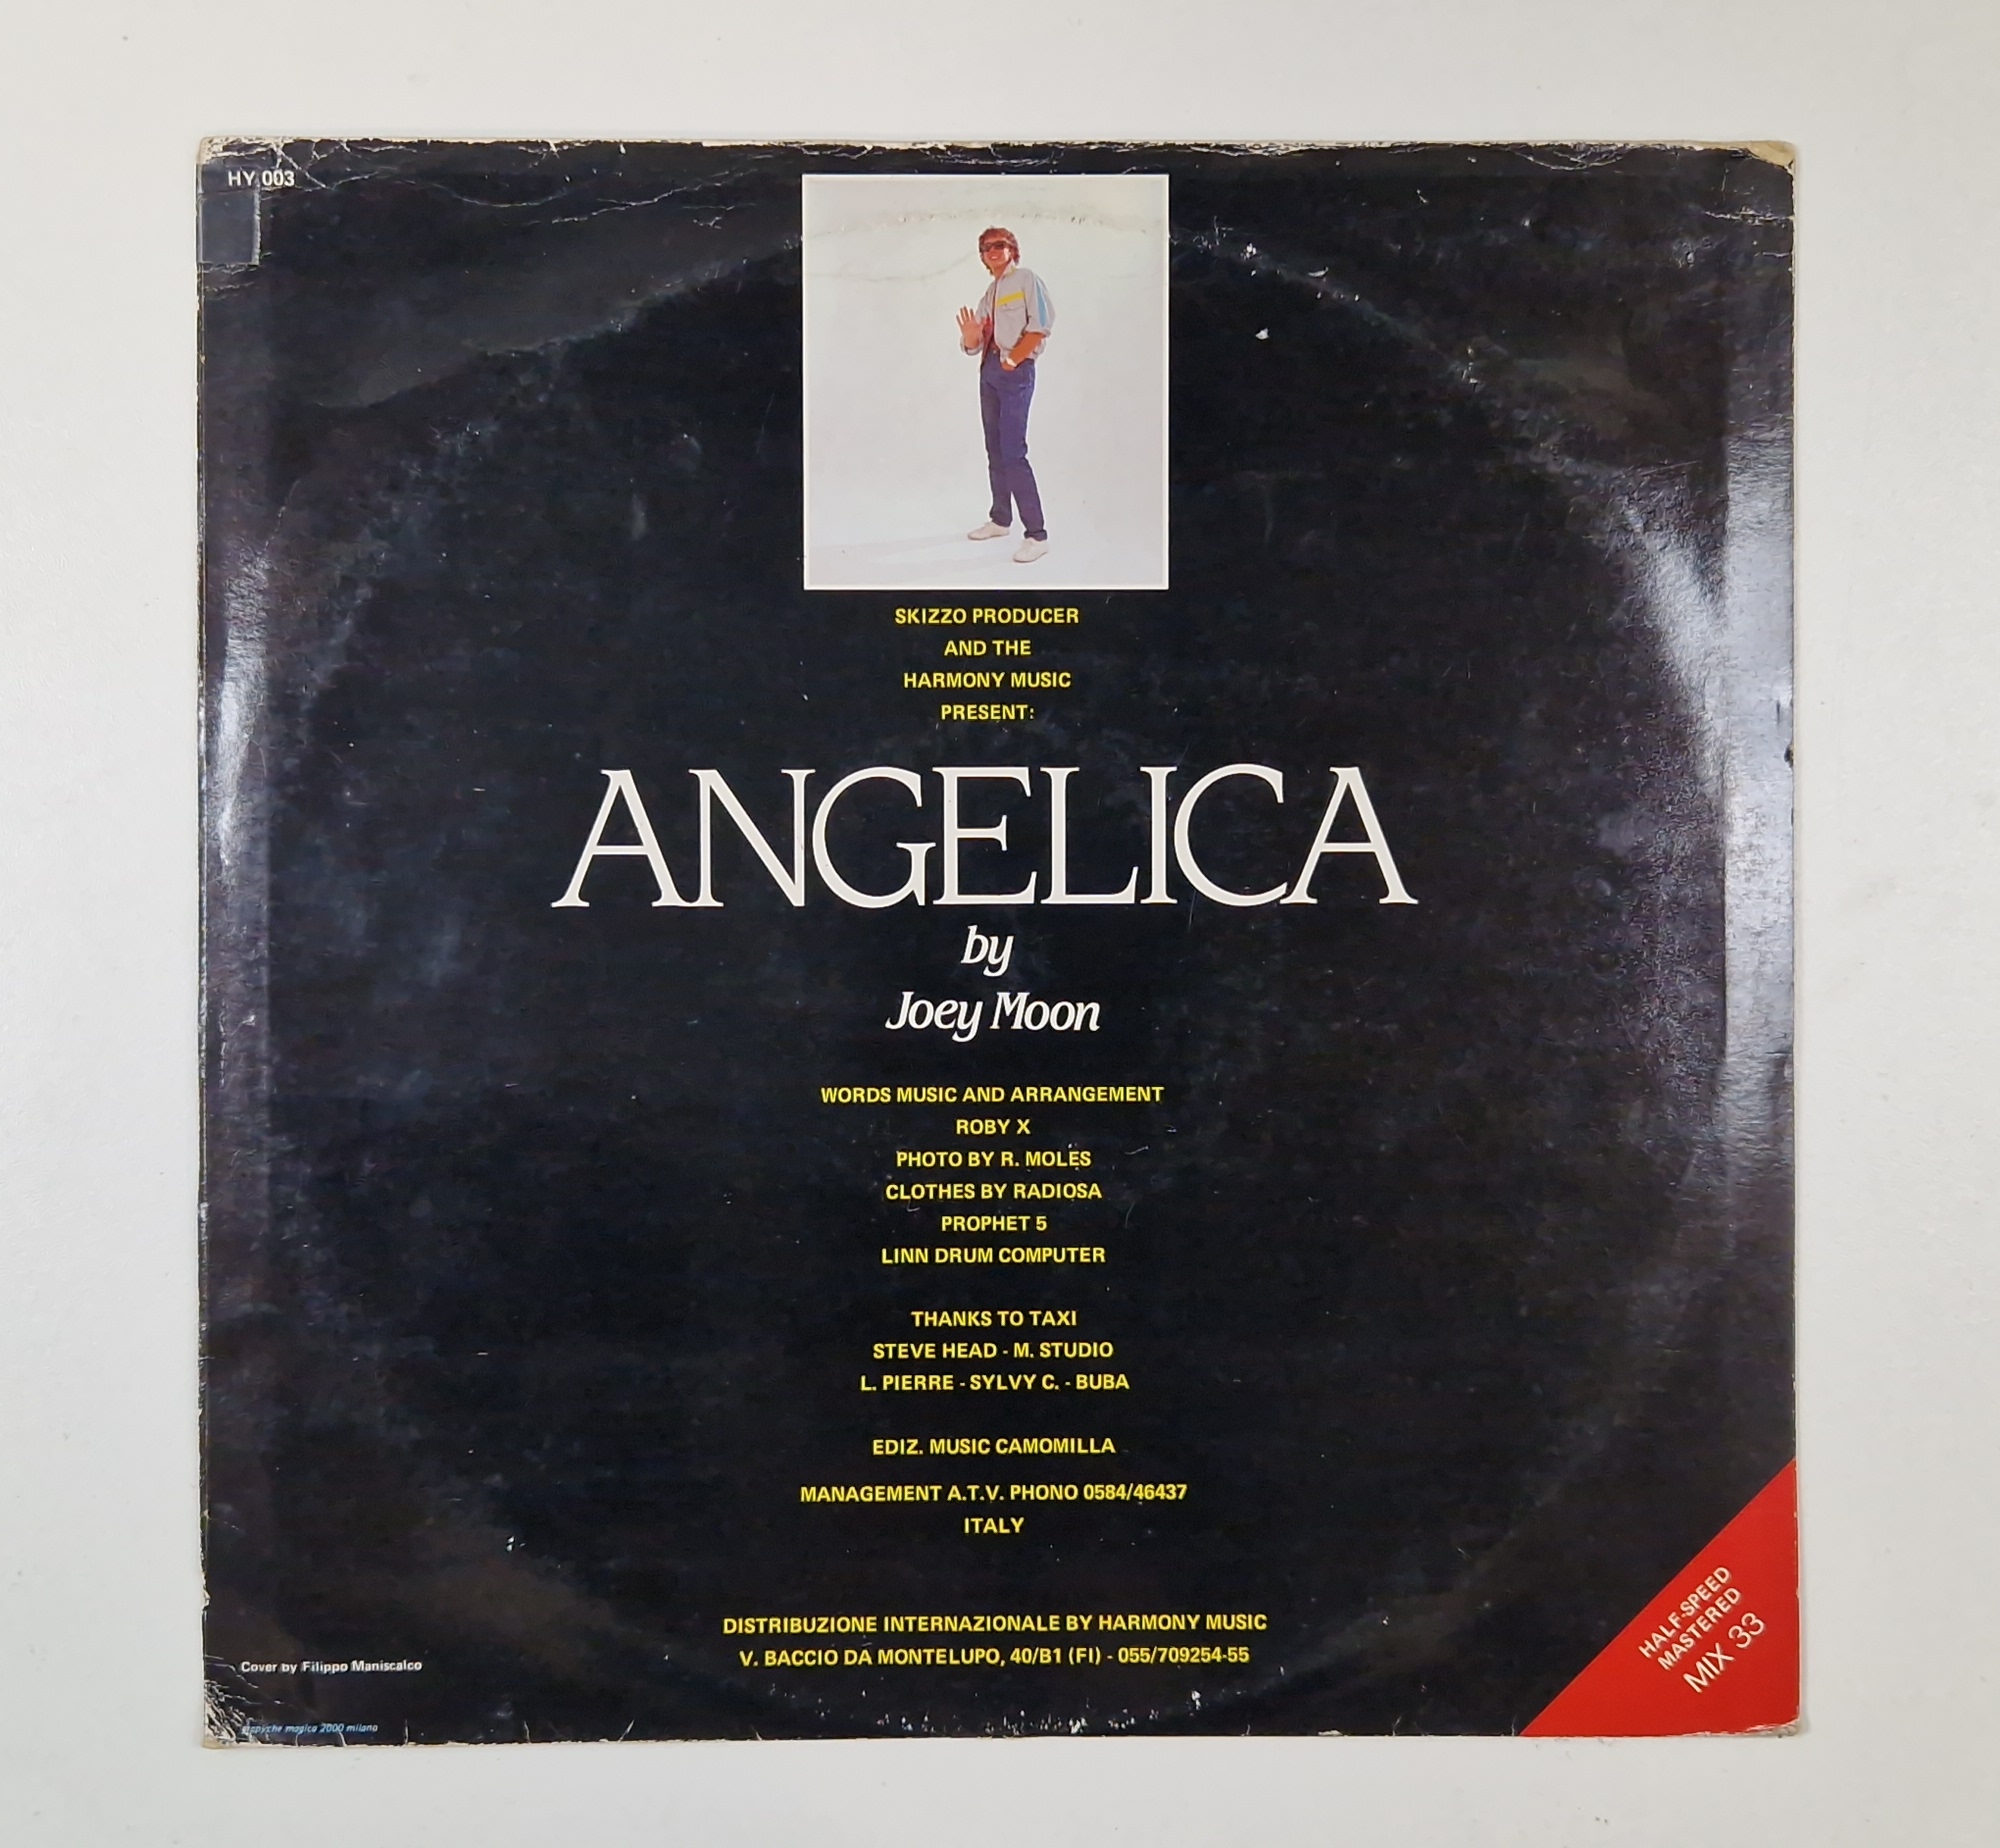 HY 003
SKIZZO PRODUCER
AND THE
HARMONY MUSIC
PRESENT:
ANGELICA
by
Joey Moon
WORDS MUSIC AND ARRANGEMENT
ROBY X
PHOTO BY R. MOLES
CLOTHES BY RADIOSA
PROPHET 5
LINN DRUM COMPUTER
THANKS TO TAXI
STEVE HEAD - M. STUDIO
L. PIERRE - SYLVY C. - BUBA
EDIZ. MUSIC CAMOMILLA
MANAGEMENT A.T.V. PHONO 0584/46437
ITALY
DISTRIBUZIONE INTERNAZIONALE BY HARMONY MUSIC
V. BACCIO DA MONTELUPO, 40/B1 (FI) - 055/709254-55
Cover by Filippo Maniscalco
magica 2000 milano
HALF-SPEED
MASTERED
MIX 33